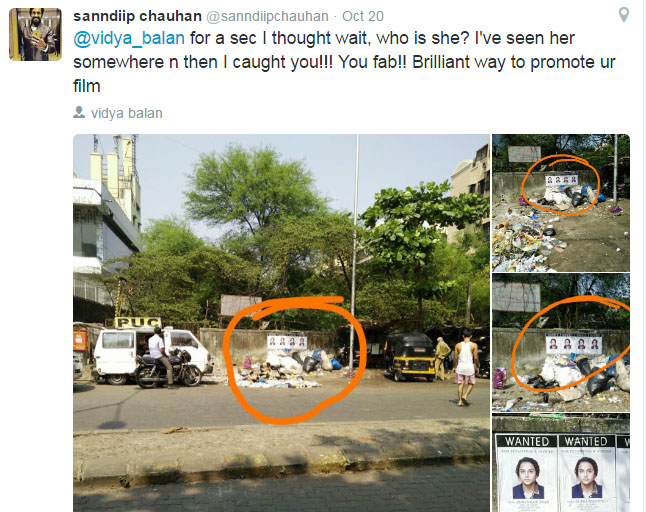 sanndiip chauhan @sanndiipchauhan · Oct 20
@vidya_balan for a sec I thought wait, who is she? I've seen her
somewhere n then I caught you!!! You fab!! Brilliant way to promote ur
film
vidya balan
PUC
WANTED WANTED W